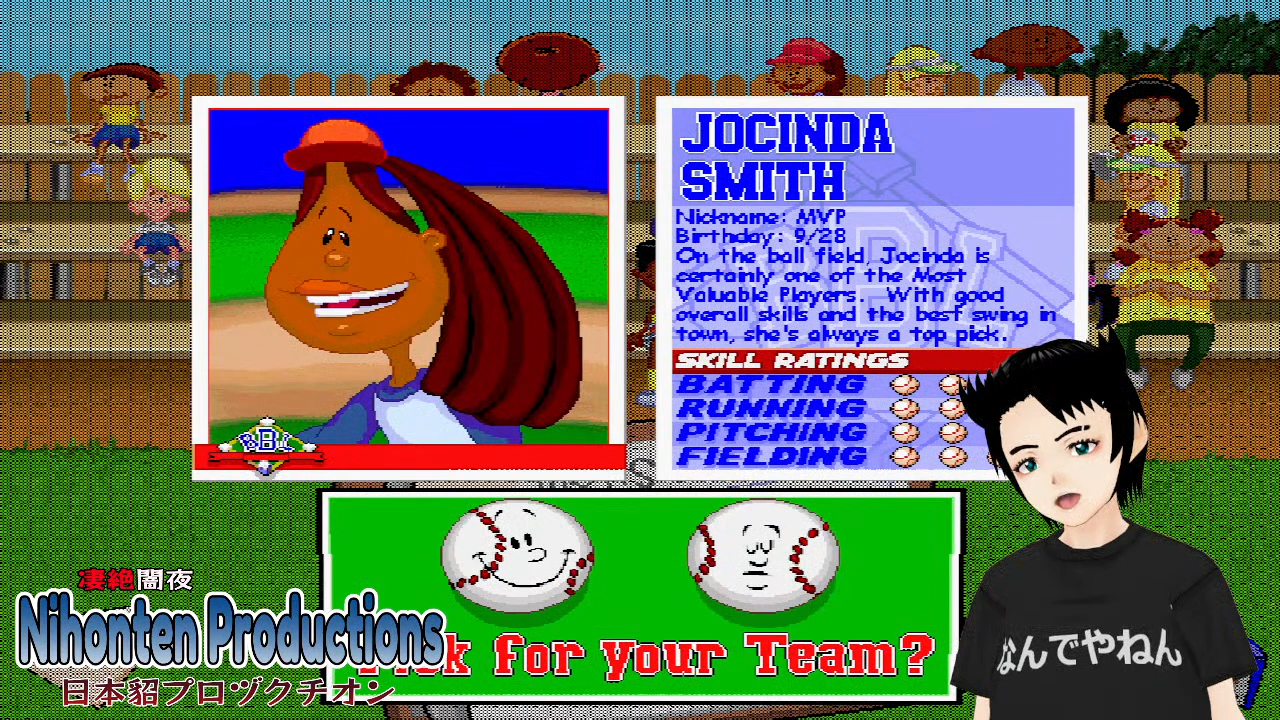 JOCINDA
SMITH
Nickname: MVP
Birthday: 9/28
On the ball field, Jocinda is
certainly one of the Most
Valuable Players. With good
overall skills and the best swing in
town, she's always a top pick.
SKILL RATINGS
BATTING
RUNNING
PITCHING
FIELDING
BBL
for your Team?
凄絶闇夜
Nihonten Productions
日本貂プロヅクチオン
なんでやねん